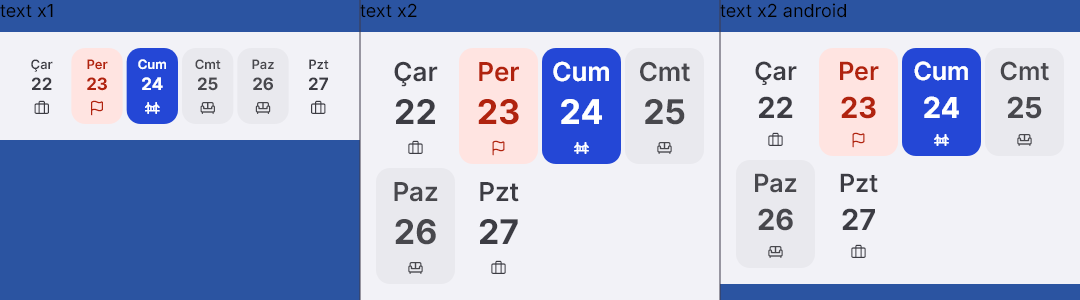 text x1
Çar Per Cum Cmt Paz Pzt
22 23 24 25 26 27
text x2
Çar Per Cum Cmt
22 23 24 25
Paz Pzt
26 27
text x2 android
Çar Per Cum Cmt
22 23 24 25
Paz Pzt
26 27